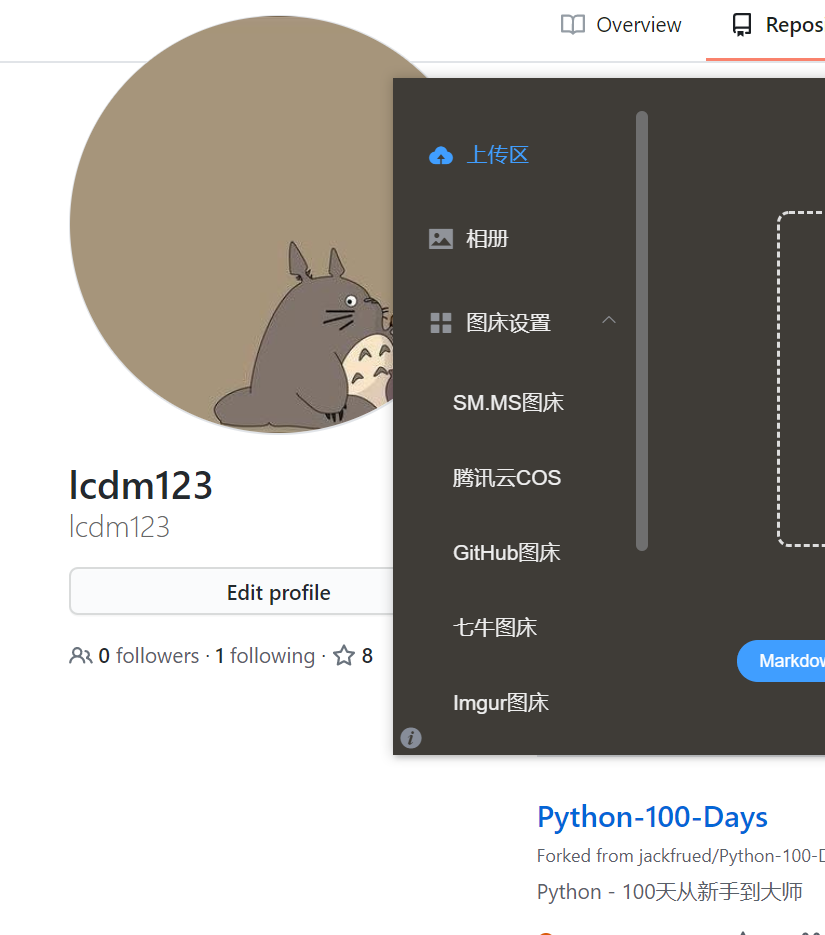 Overview
Repos
上传区
相册
图床设置
SM.MS图床
腾讯云COS
GitHub图床
七牛图床
Imgur图床
Markdow
lcdm123
lcdm123
Edit profile
0 followers · 1 following · 8
Python-100-Days
Forked from jackfrued/Python-100-D
Python - 100天从新手到大师